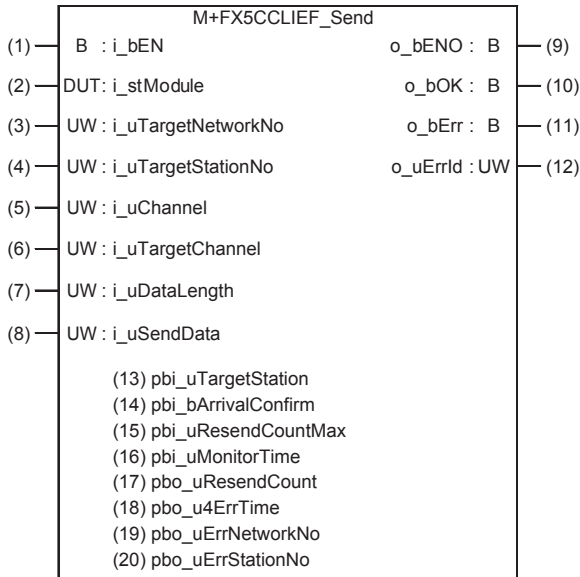 M+FX5CCLIEF_Send
(1) B : i_bEN o_bENO : B (9)
(2) DUT: i_stModule o_bOK : B (10)
(3) UW : i_uTargetNetworkNo o_bErr : B (11)
(4) UW : i_uTargetStationNo o_uErrId : UW (12)
(5) UW : i_uChannel
(6) UW : i_uTargetChannel
(7) UW : i_uDataLength
(8) UW : i_uSendData
(13) pbi_uTargetStation
(14) pbi_bArrivalConfirm
(15) pbi_uResendCountMax
(16) pbi_uMonitorTime
(17) pbo_uResendCount
(18) pbo_u4ErrTime
(19) pbo_uErrNetworkNo
(20) pbo_uErrStationNo